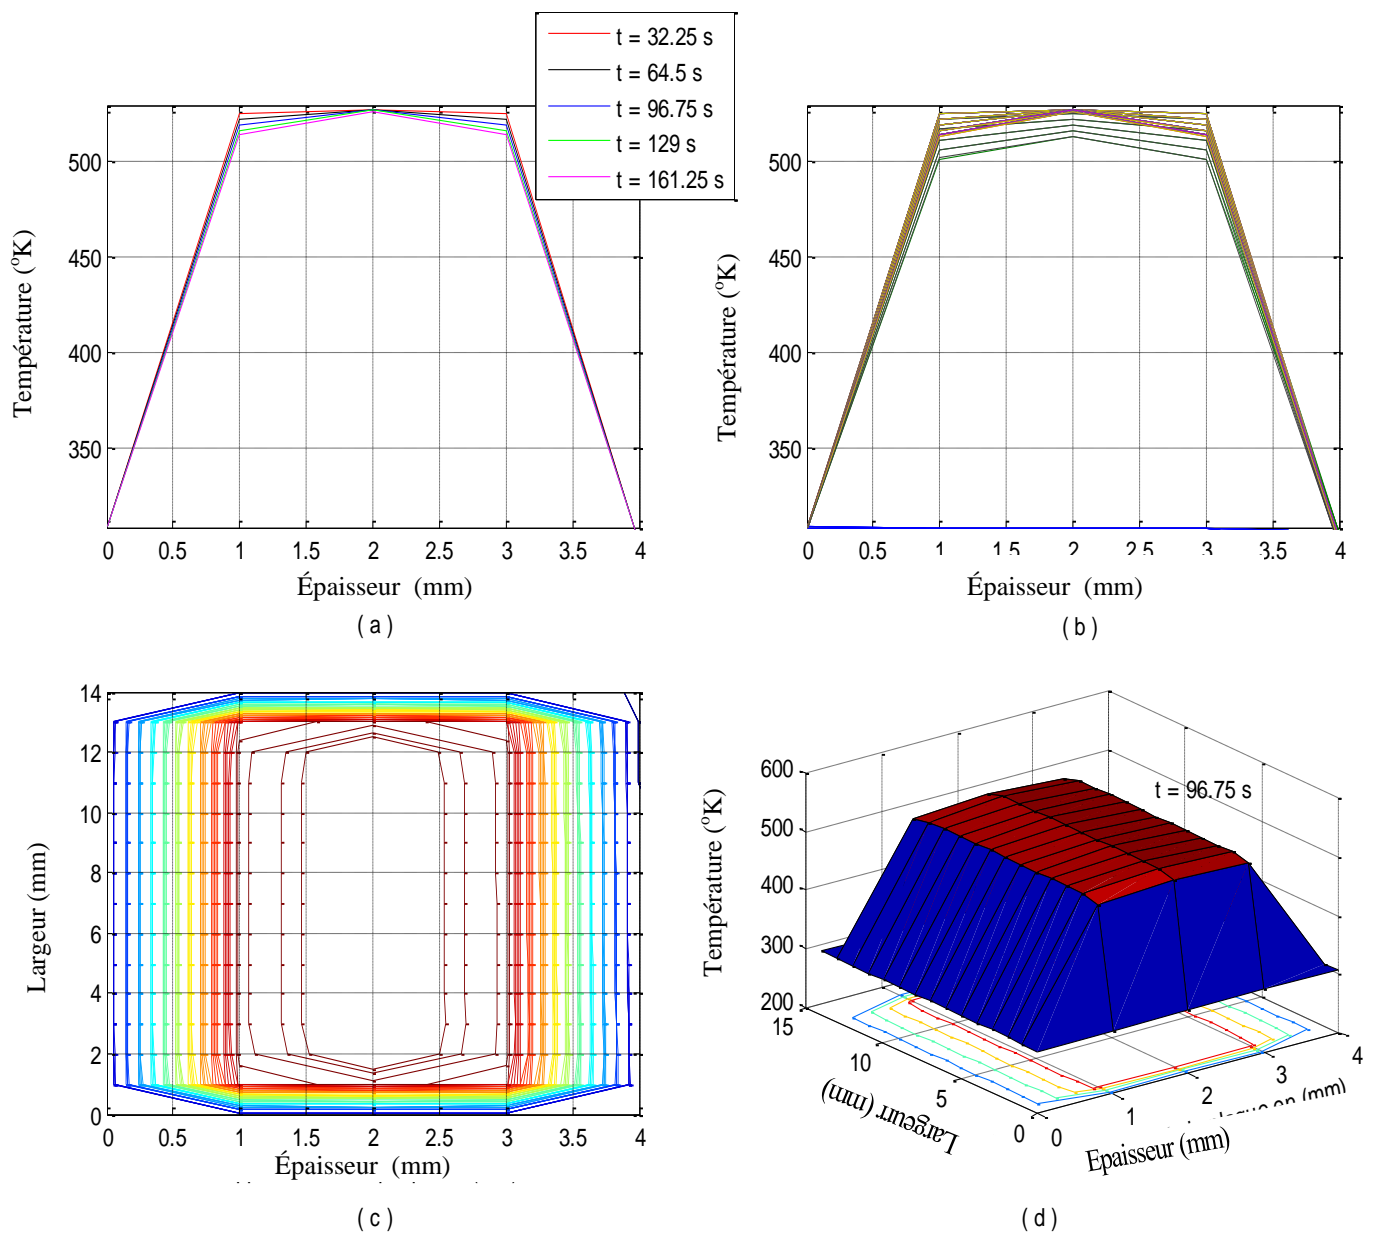 t = 32.25 s
t = 64.5 s
t = 96.75 s
t = 129 s
t = 161.25 s
500
450
400
350
Température (°K)
0 0.5 1 1.5 2 2.5 3 3.5 4
Épaisseur (mm)
( a )
500
450
400
350
Température (°K)
0 0.5 1 1.5 2 2.5 3 3.5 4
Épaisseur (mm)
( b )
14
12
10
8
6
4
2
0
Largeur (mm)
0 0.5 1 1.5 2 2.5 3 3.5 4
Épaisseur (mm)
( c )
t = 96.75 s
600
500
400
300
200
Température (°K)
15
10
5
0
Largeurr (mm)
0 1 2 3 4
en (mm)
Epaisseur (mm)
( d )